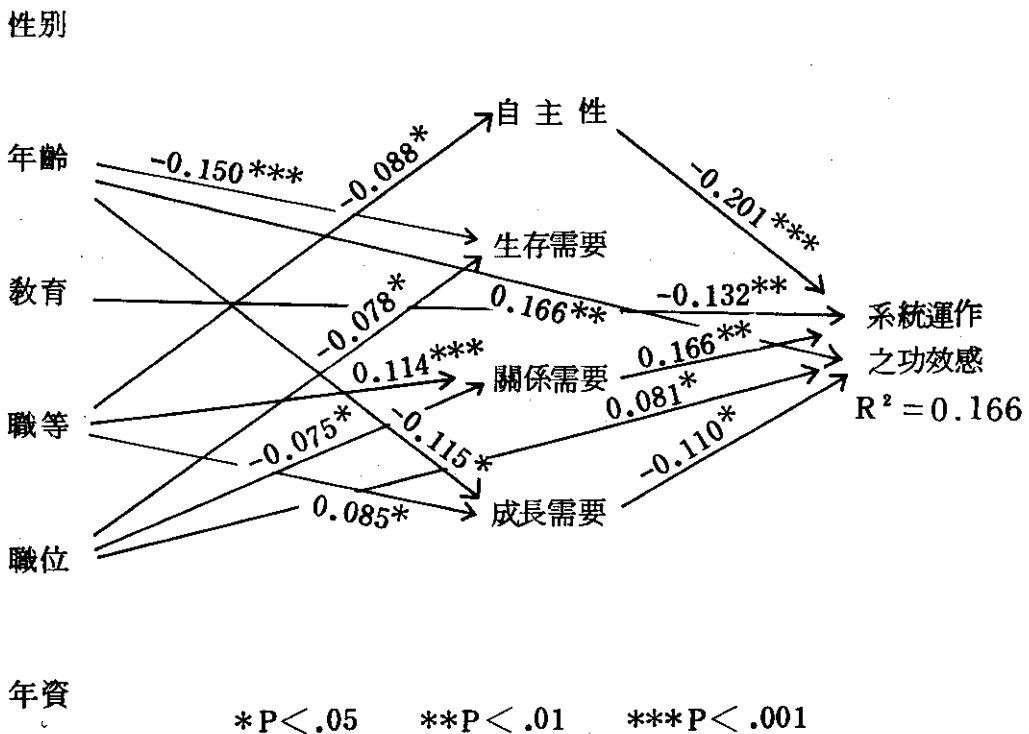 性別
自主性
年齡
-0.150***
-0.088*
-0.201***
生存需要
教育
-0.078*
0.166**
-0.132**
系統運作
之功效感
R²=0.166
0.114***
關係需要
0.166**
職等
-0.075*
-0.115*
0.081*
-0.110*
0.085*
成長需要
職位
年資
*P<.05 **P<.01 ***P<.001